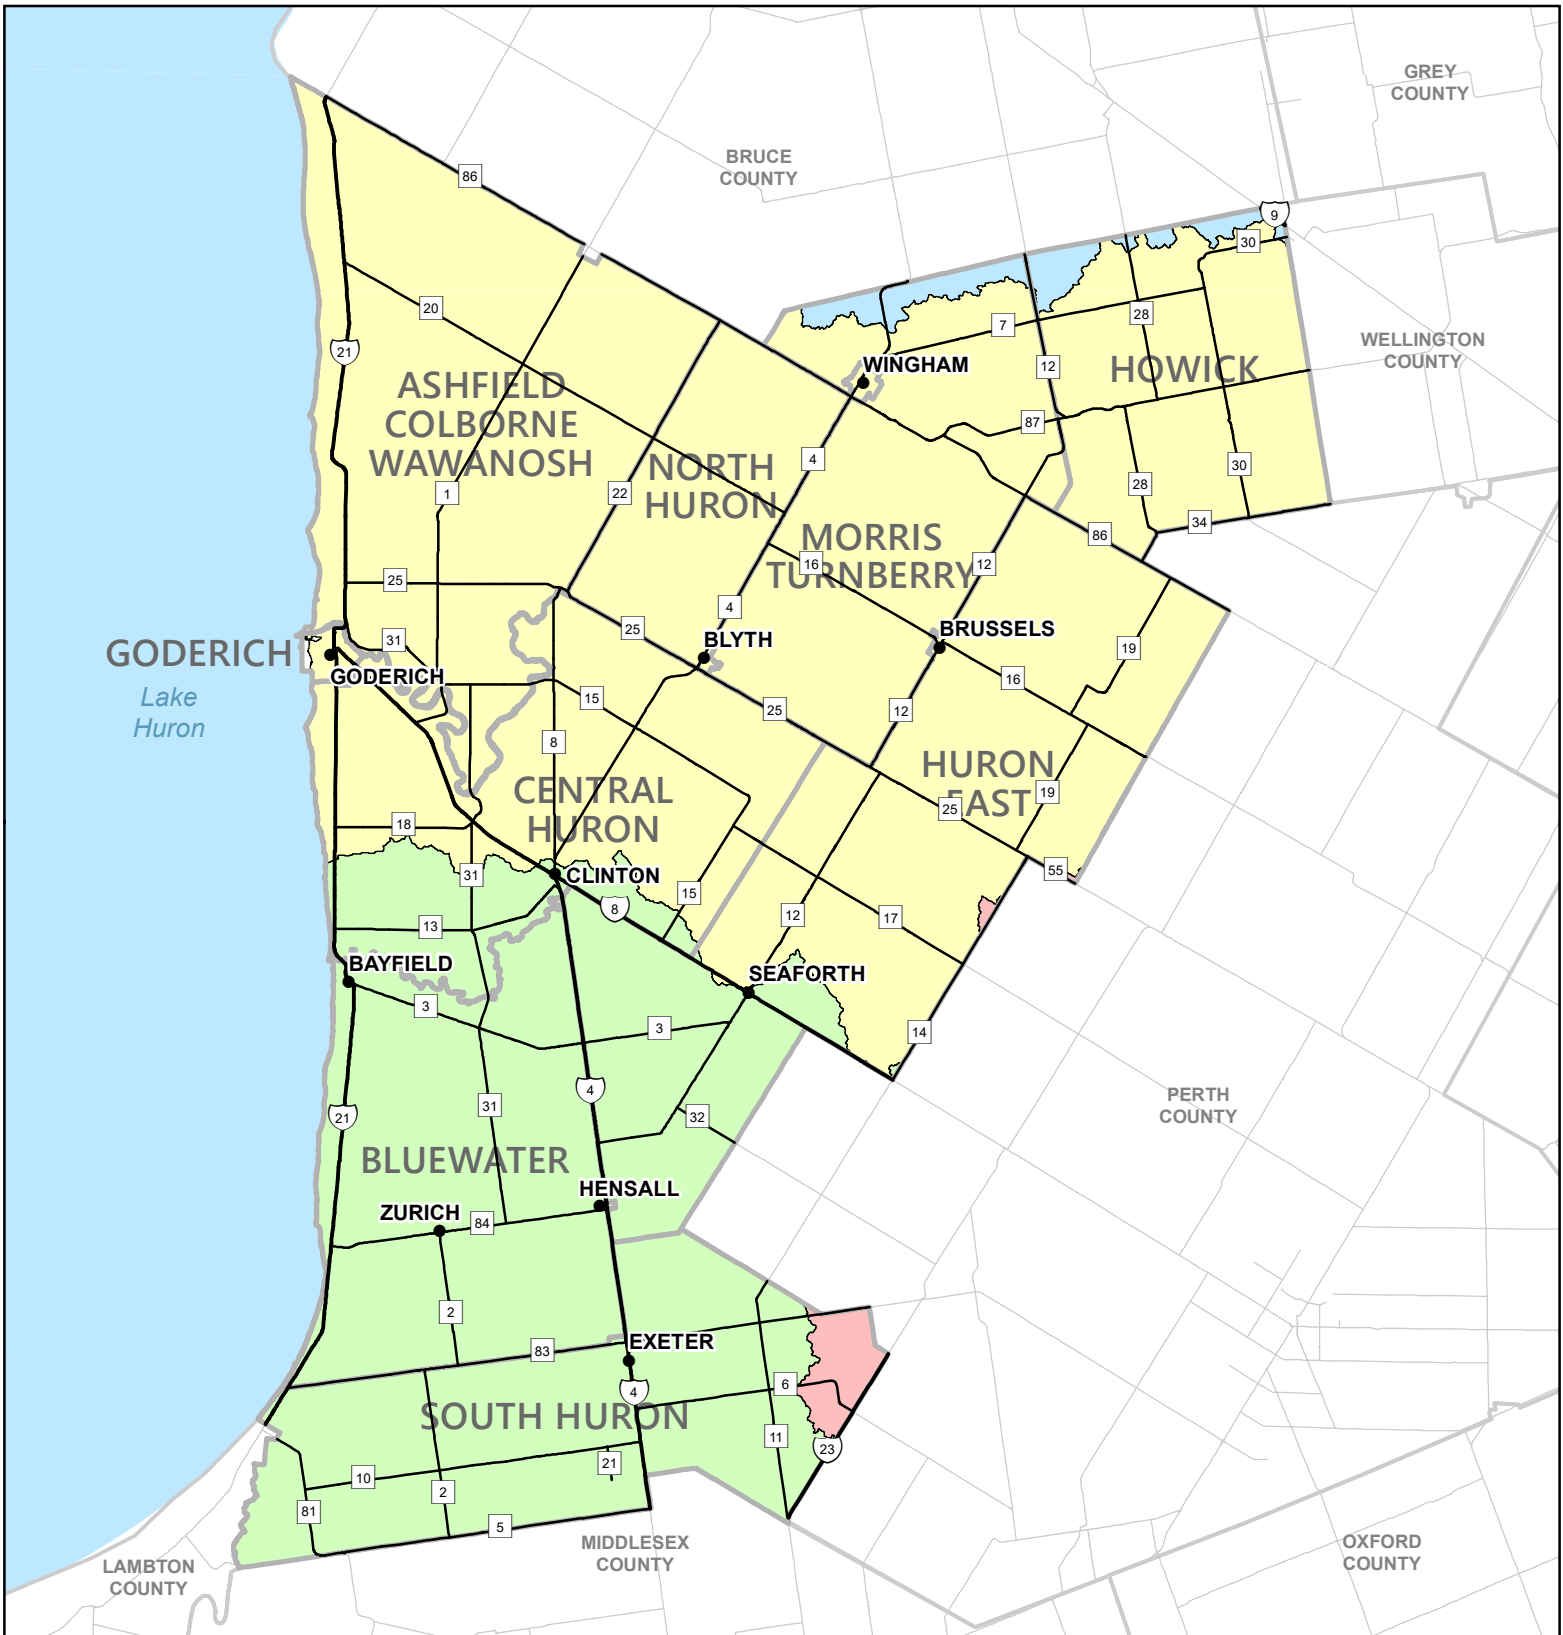 GREY
COUNTY
BRUCE
COUNTY
86
9
30
20
28
7
21
WELLINGTON
COUNTY
WINGHAM
12
HOWICK
ASHFIELD
COLBORNE
WAWANOSH
87
4
NORTH
HURON
30
28
22
1
34
86
MORRIS
TURNBERRY
16
12
25
4
25
BRUSSELS
31
BLYTH
19
GODERICH
GODERICH
16
Lake
Huron
15
25
12
8
HURON
EAST
CENTRAL
HURON
19
25
18
55
31
CLINTON
15
8
12
17
13
BAYFIELD
SEAFORTH
3
3
14
4
31
PERTH
COUNTY
21
32
BLUEWATER
HENSALL
ZURICH
84
2
EXETER
83
6
4
SOUTH HURON
11
23
21
10
2
81
5
MIDDLESEX
COUNTY
OXFORD
COUNTY
LAMBTON
COUNTY